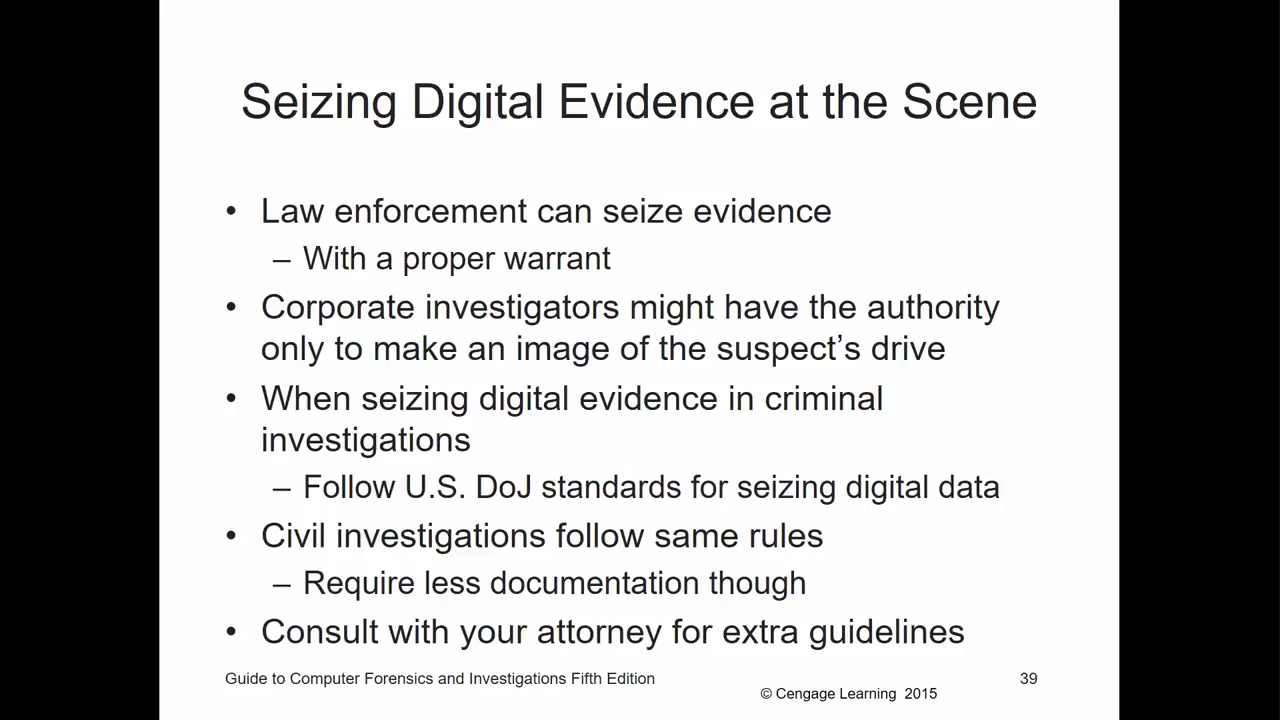 Seizing Digital Evidence at the Scene
• Law enforcement can seize evidence
– With a proper warrant
• Corporate investigators might have the authority
only to make an image of the suspect’s drive
• When seizing digital evidence in criminal
investigations
– Follow U.S. DoJ standards for seizing digital data
• Civil investigations follow same rules
– Require less documentation though
• Consult with your attorney for extra guidelines
Guide to Computer Forensics and Investigations Fifth Edition
39
© Cengage Learning 2015